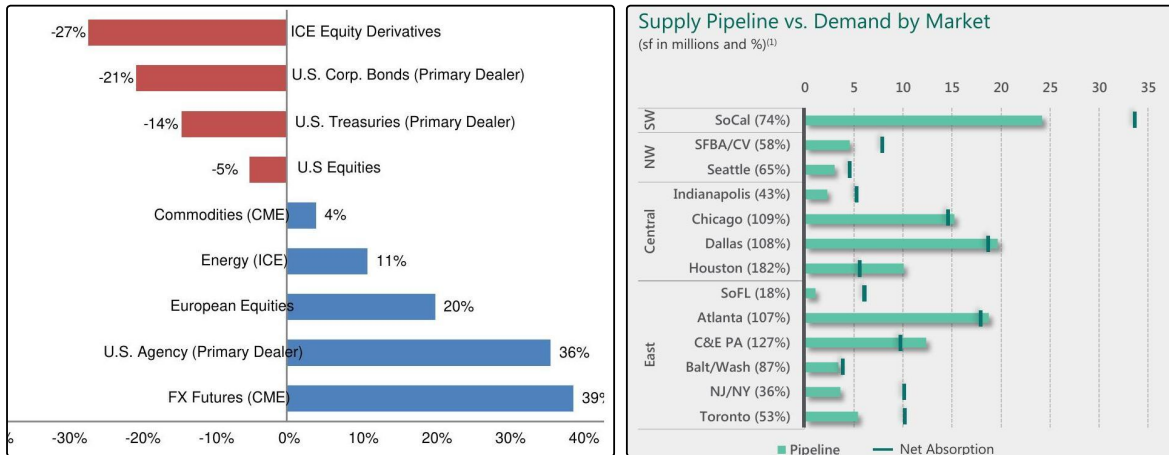 -27% ICE Equity Derivatives
-21% U.S. Corp. Bonds (Primary Dealer)
-14% U.S. Treasuries (Primary Dealer)
-5% U.S Equities
Commodities (CME) 4%
Energy (ICE) 11%
European Equities 20%
U.S. Agency (Primary Dealer) 36%
FX Futures (CME) 39%
% -30% -20% -10% 0% 10% 20% 30% 40%
Supply Pipeline vs. Demand by Market
(sf in millions and %)(1)
0 5 10 15 20 25 30 35
SW
SoCal (74%)
NW
SFBA/CV (58%)
Seattle (65%)
Central
Indianapolis (43%)
Chicago (109%)
Dallas (108%)
Houston (182%)
East
SoFL (18%)
Atlanta (107%)
C&E PA (127%)
Balt/Wash (87%)
NJ/NY (36%)
Toronto (53%)
Pipeline Net Absorption